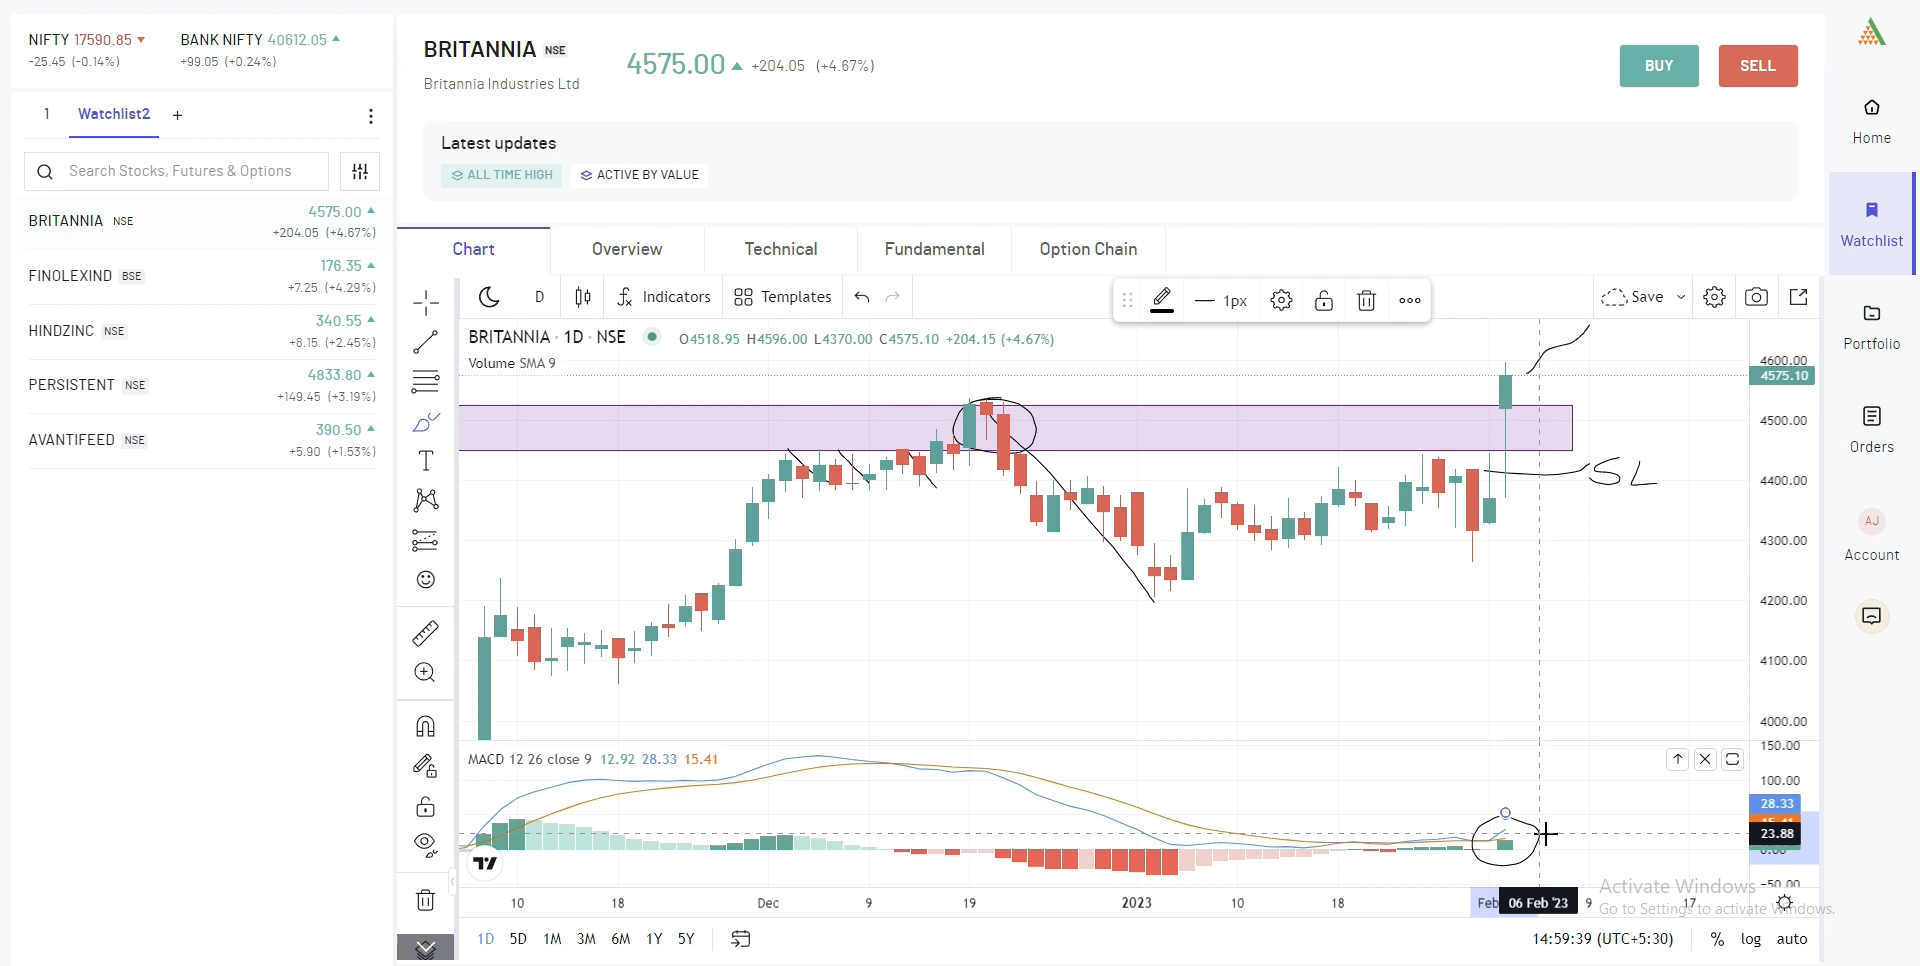 NIFTY 17590.85
-25.45 (-0.14%)
BANK NIFTY 40612.05
+99.05 (+0.24%)
1 Watchlist2 +
Search Stocks, Futures & Options
BRITANNIA NSE 4575.00
+204.05 (+4.67%)
FINOLEXIND BSE 176.35
+7.25 (+4.29%)
HINDZINC NSE 340.55
+8.15 (+2.45%)
PERSISTENT NSE 4833.80
+149.45 (+3.19%)
AVANTIFEED NSE 390.50
+5.90 (+1.53%)
BRITANNIA NSE
Britannia Industries Ltd
4575.00 +204.05 (+4.67%)
BUY SELL
Latest updates
ALL TIME HIGH ACTIVE BY VALUE
Chart Overview Technical Fundamental Option Chain
D Indicators Templates 1px Save
BRITANNIA · 1D · NSE O4518.95 H4596.00 L4370.00 C4575.10 +204.15 (+4.67%)
Volume SMA 9
4600.00
4575.10
4500.00
4400.00
4300.00
4200.00
4100.00
4000.00
SL
MACD 12 26 close 9 12.92 28.33 15.41
150.00
100.00
28.33
23.88
-50.00
10 18 Dec 9 19 2023 10 18 Feb 06 Feb '23 9 17
Activate Windows
Go to Settings to activate Windows.
1D 5D 1M 3M 6M 1Y 5Y
14:59:39 (UTC+5:30) % log auto
Home
Watchlist
Portfolio
Orders
AJ
Account